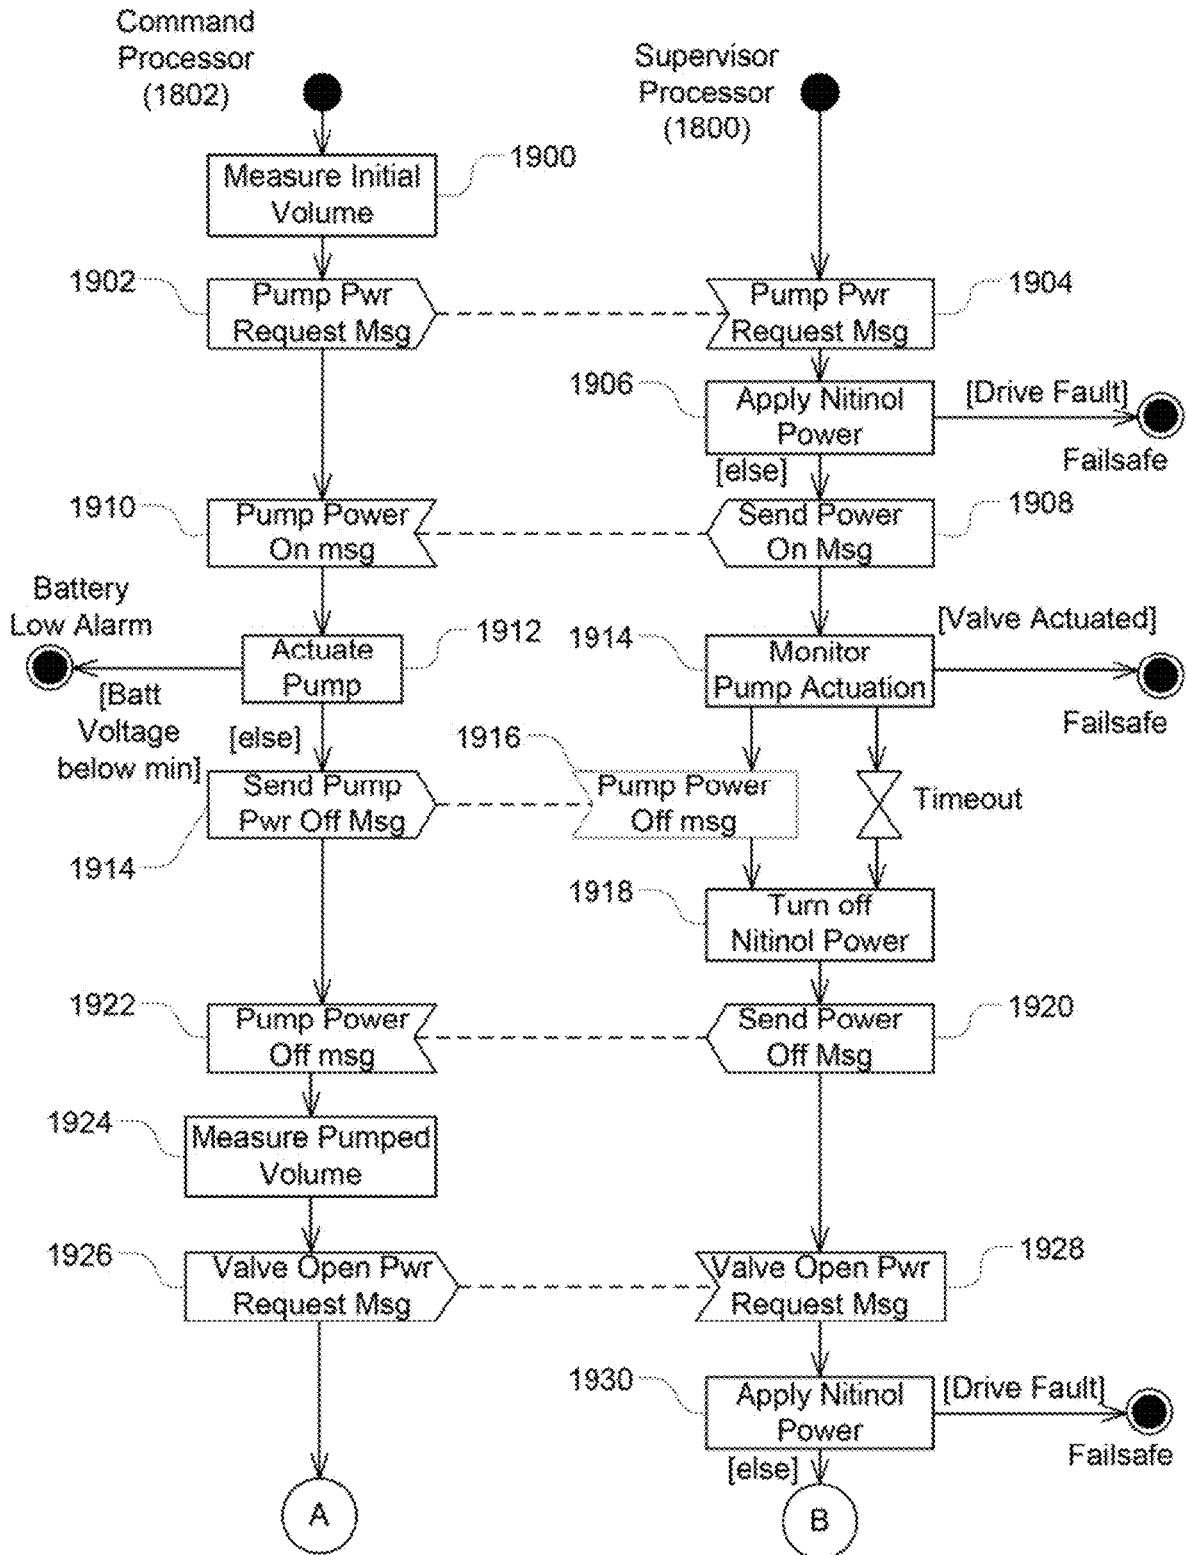 Command
Processor
(1802)
Supervisor
Processor
(1800)
1900
Measure Initial
Volume
1902
Pump Pwr
Request Msg
Pump Pwr
Request Msg
1904
1906
Apply Nitinol
Power
[Drive Fault]
Failsafe
[else]
1910
Pump Power
On msg
Send Power
On Msg
1908
Battery
Low Alarm
Actuate
Pump
1912
1914
Monitor
Pump Actuation
[Valve Actuated]
Failsafe
[Batt
Voltage
below min]
[else]
1916
Send Pump
Pwr Off Msg
Pump Power
Off msg
Timeout
1914
1918
Turn off
Nitinol Power
1922
Pump Power
Off msg
Send Power
Off Msg
1920
1924
Measure Pumped
Volume
1926
Valve Open Pwr
Request Msg
Valve Open Pwr
Request Msg
1928
1930
Apply Nitinol
Power
[Drive Fault]
Failsafe
[else]
A
B